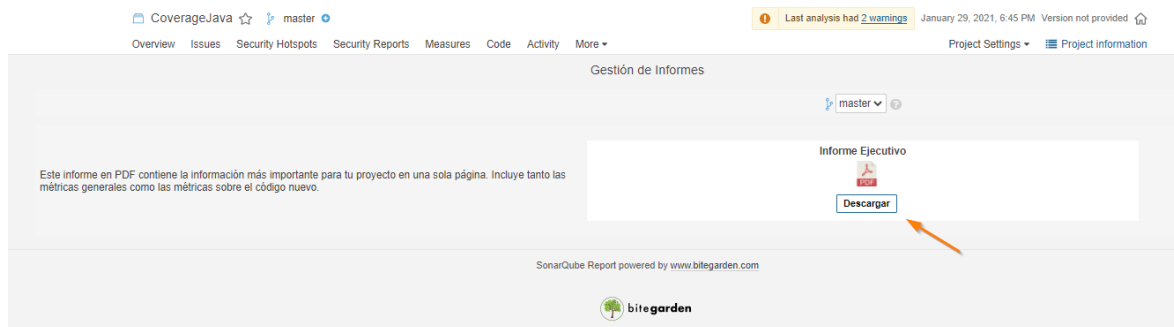 CoverageJava master
Last analysis had 2 warnings January 29, 2021, 6:45 PM Version not provided
Overview Issues Security Hotspots Security Reports Measures Code Activity More
Project Settings Project information
Gestión de Informes
master
Informe Ejecutivo
PDF
Descargar
Este informe en PDF contiene la información más importante para tu proyecto en una sola página. Incluye tanto las
métricas generales como las métricas sobre el código nuevo.
SonarQube Report powered by www.bitegarden.com
bitegarden